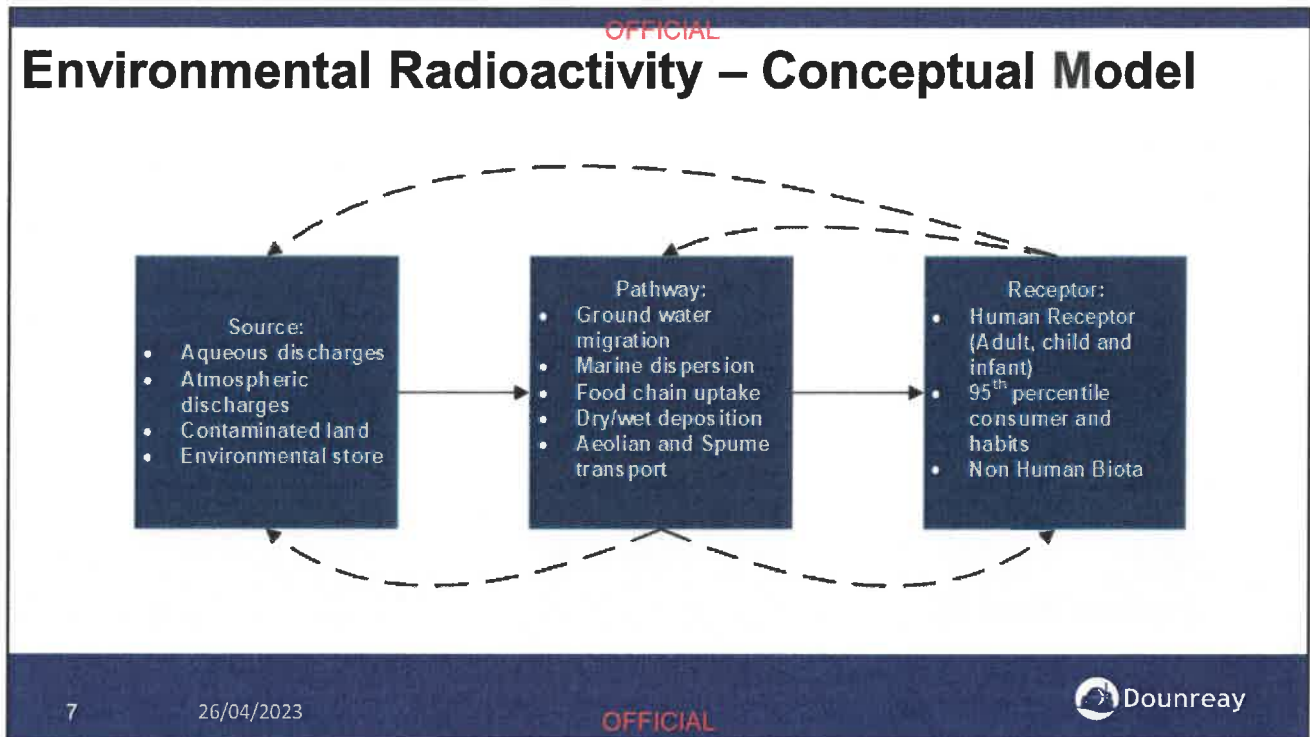 OFFICIAL
Environmental Radioactivity – Conceptual Model
Source:
• Aqueous discharges
• Atmospheric
discharges
• Contaminated land
• Environmental store
Pathway:
• Ground water
migration
• Marine dispersion
• Food chain uptake
• Dry/wet deposition
• Aeolian and Spume
transport
Receptor:
• Human Receptor
(Adult, child and
infant)
• 95th percentile
consumer and
habits
• Non Human Biota
7
26/04/2023
OFFICIAL
Dounreay